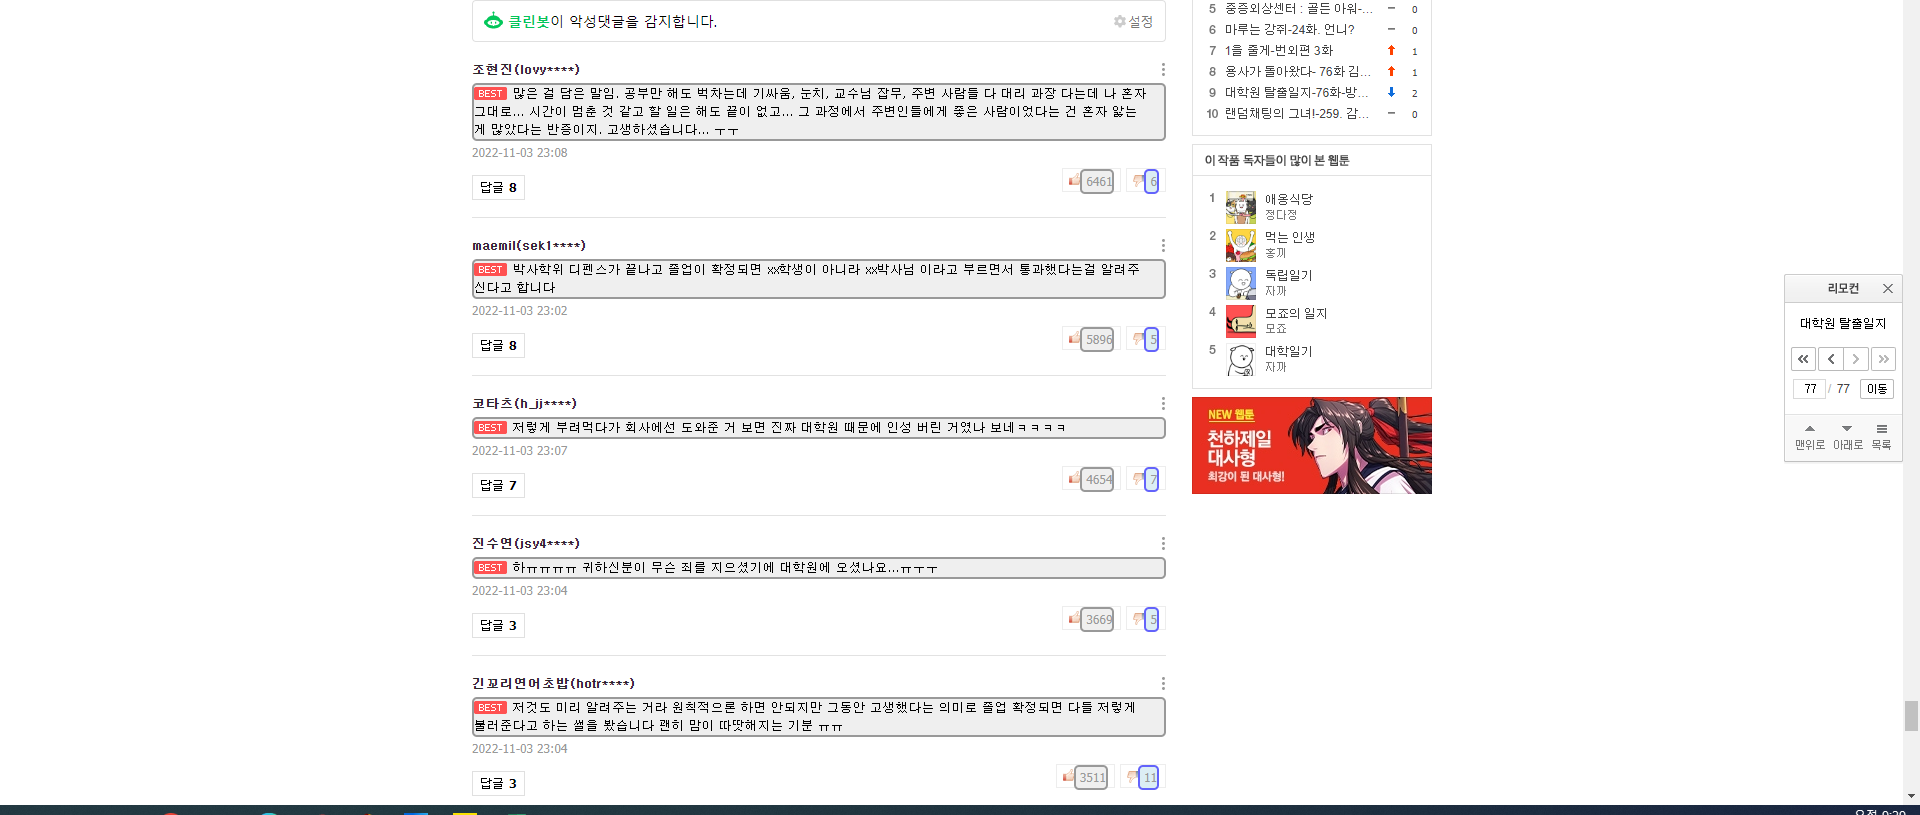 클린봇이 악성댓글을 감지합니다.
설정
조현진(lovy****)
BEST 많은 걸 담은 말임. 공부만 해도 벅차는데 기싸움, 눈치, 교수님 잡무, 주변 사람들 다 대리 과장 다는데 나 혼자
그대로... 시간이 멈춘 것 같고 할 일은 해도 끝이 없고... 그 과정에서 주변인들에게 좋은 사람이었다는 건 혼자 앓는
게 많았다는 반증이지. 고생하셨습니다... ㅜㅜ
2022-11-03 23:08
답글 8
6461
6
maemil(sek1****)
BEST 박사학위 디펜스가 끝나고 졸업이 확정되면 xx학생이 아니라 xx박사님 이라고 부르면서 통과했다는걸 알려주
신다고 합니다
2022-11-03 23:02
답글 8
5896
5
코타츠(h_jj****)
BEST 저렇게 부려먹다가 회사에선 도와준 거 보면 진짜 대학원 때문에 인성 버린 거였나 보네ㅋㅋㅋㅋ
2022-11-03 23:07
답글 7
4654
7
진수연(jsy4****)
BEST 하ㅠㅠㅠㅠ 귀하신분이 무슨 죄를 지으셨기에 대학원에 오셨나요...ㅠㅜㅜ
2022-11-03 23:04
답글 3
3669
5
긴꼬리연어초밥(hotr****)
BEST 저것도 미리 알려주는 거라 원칙적으론 하면 안되지만 그동안 고생했다는 의미로 졸업 확정되면 다들 저렇게
불러준다고 하는 썰을 봤습니다 괜히 맘이 따땃해지는 기분 ㅠㅠ
2022-11-03 23:04
답글 3
3511
11
5 중증외상센터 : 골든 아워-... 0
6 마루는 강쥐-24화. 언니? 0
7 1을 줄게-번외편 3화 1
8 용사가 돌아왔다- 76화 김... 1
9 대학원 탈출일지-76화-방... 2
10 랜덤채팅의 그녀!-259. 감... 0
이 작품 독자들이 많이 본 웹툰
1 애옹식당
정다정
2 먹는 인생
홍끼
3 독립일기
자까
4 모죠의 일지
모죠
5 대학일기
자까
NEW 웹툰
천하제일
대사형
최강이 된 대사형!
리모컨
대학원 탈출일지
77 / 77 이동
맨위로 아래로 목록